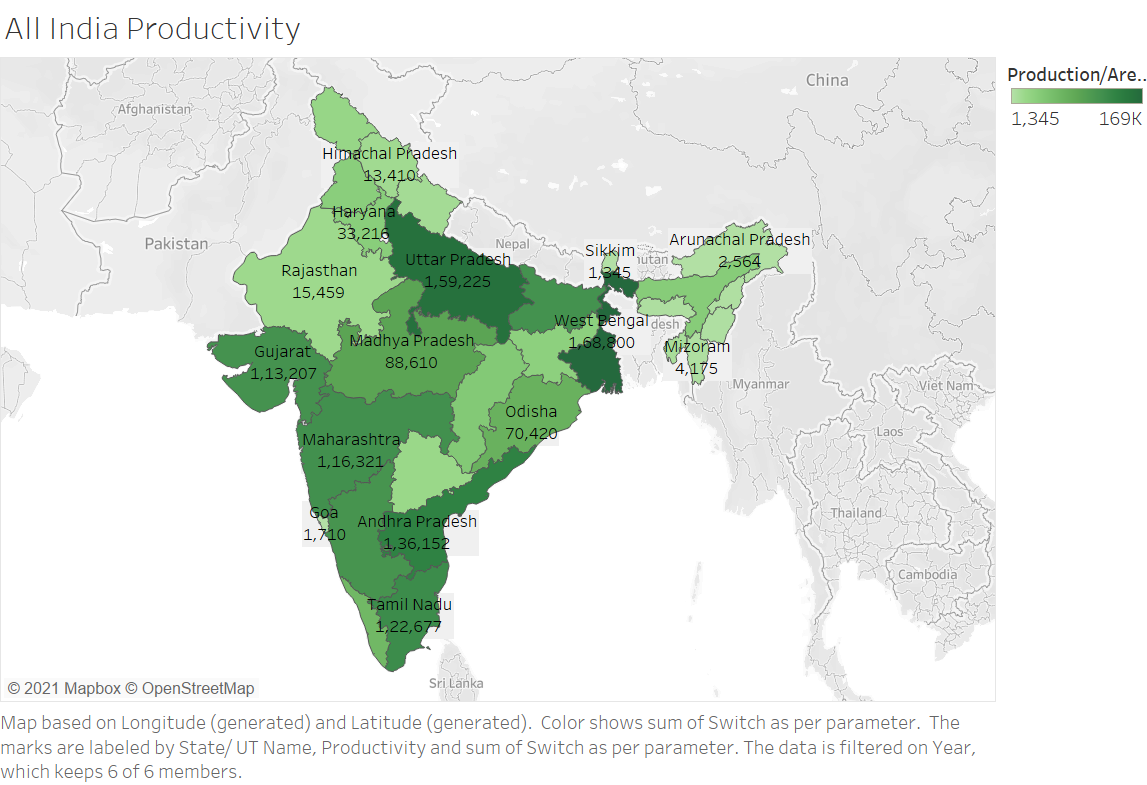 All India Productivity
Production/Are..
1,345 169K
China
Afghanistan
Himachal Pradesh
13,410
Haryana
33,216
Pakistan
Nepal
Sikkim
1,345
hutan
Arunachal Pradesh
2,564
Uttar Pradesh
1,59,225
Rajasthan
15,459
West Bengal
1,68,800
desh
Madhya Pradesh
88,610
Mizoram
4,175
Gujarat
1,13,207
Myanmar
Viet Nam
Odisha
70,420
Laos
Maharashtra
1,16,321
Goa
1,710
Andhra Pradesh
1,36,152
Thailand
Cambodia
Tamil Nadu
1,22,677
Sri Lanka
© 2021 Mapbox © OpenStreetMap
Map based on Longitude (generated) and Latitude (generated).  Color shows sum of Switch as per parameter.  The
marks are labeled by State/ UT Name, Productivity and sum of Switch as per parameter. The data is filtered on Year,
which keeps 6 of 6 members.